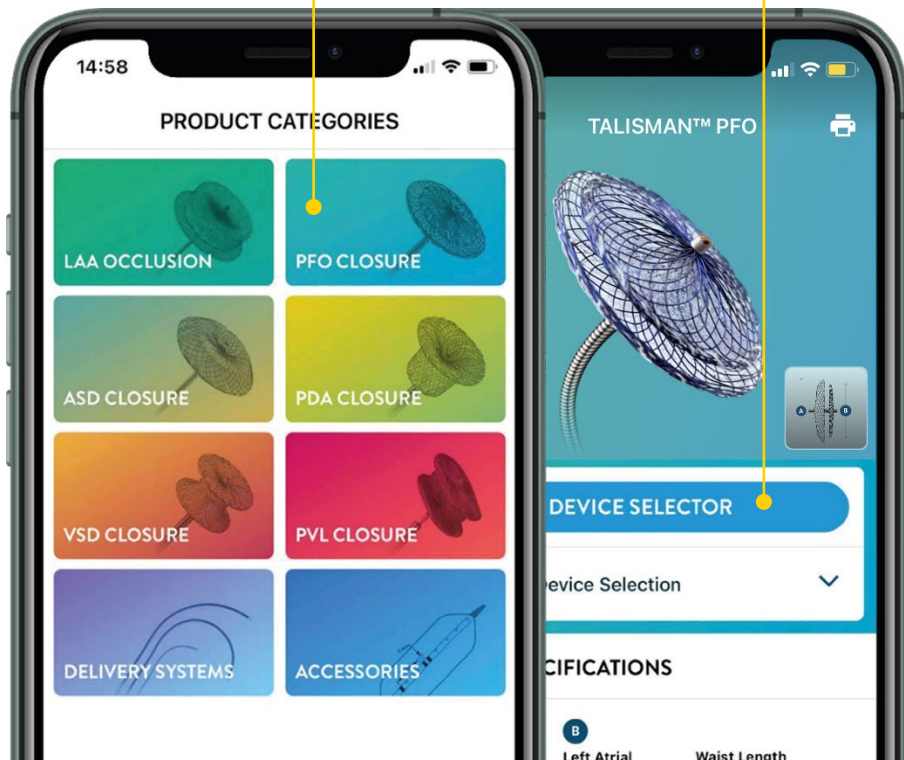 14:58
PRODUCT CATEGORIES
LAA OCCLUSION
PFO CLOSURE
ASD CLOSURE
PDA CLOSURE
VSD CLOSURE
PVL CLOSURE
DELIVERY SYSTEMS
ACCESSORIES
TALISMAN™ PFO
A
B
DEVICE SELECTOR
evice Selection
CIFICATIONS
B
Left Atrial
Waist Length